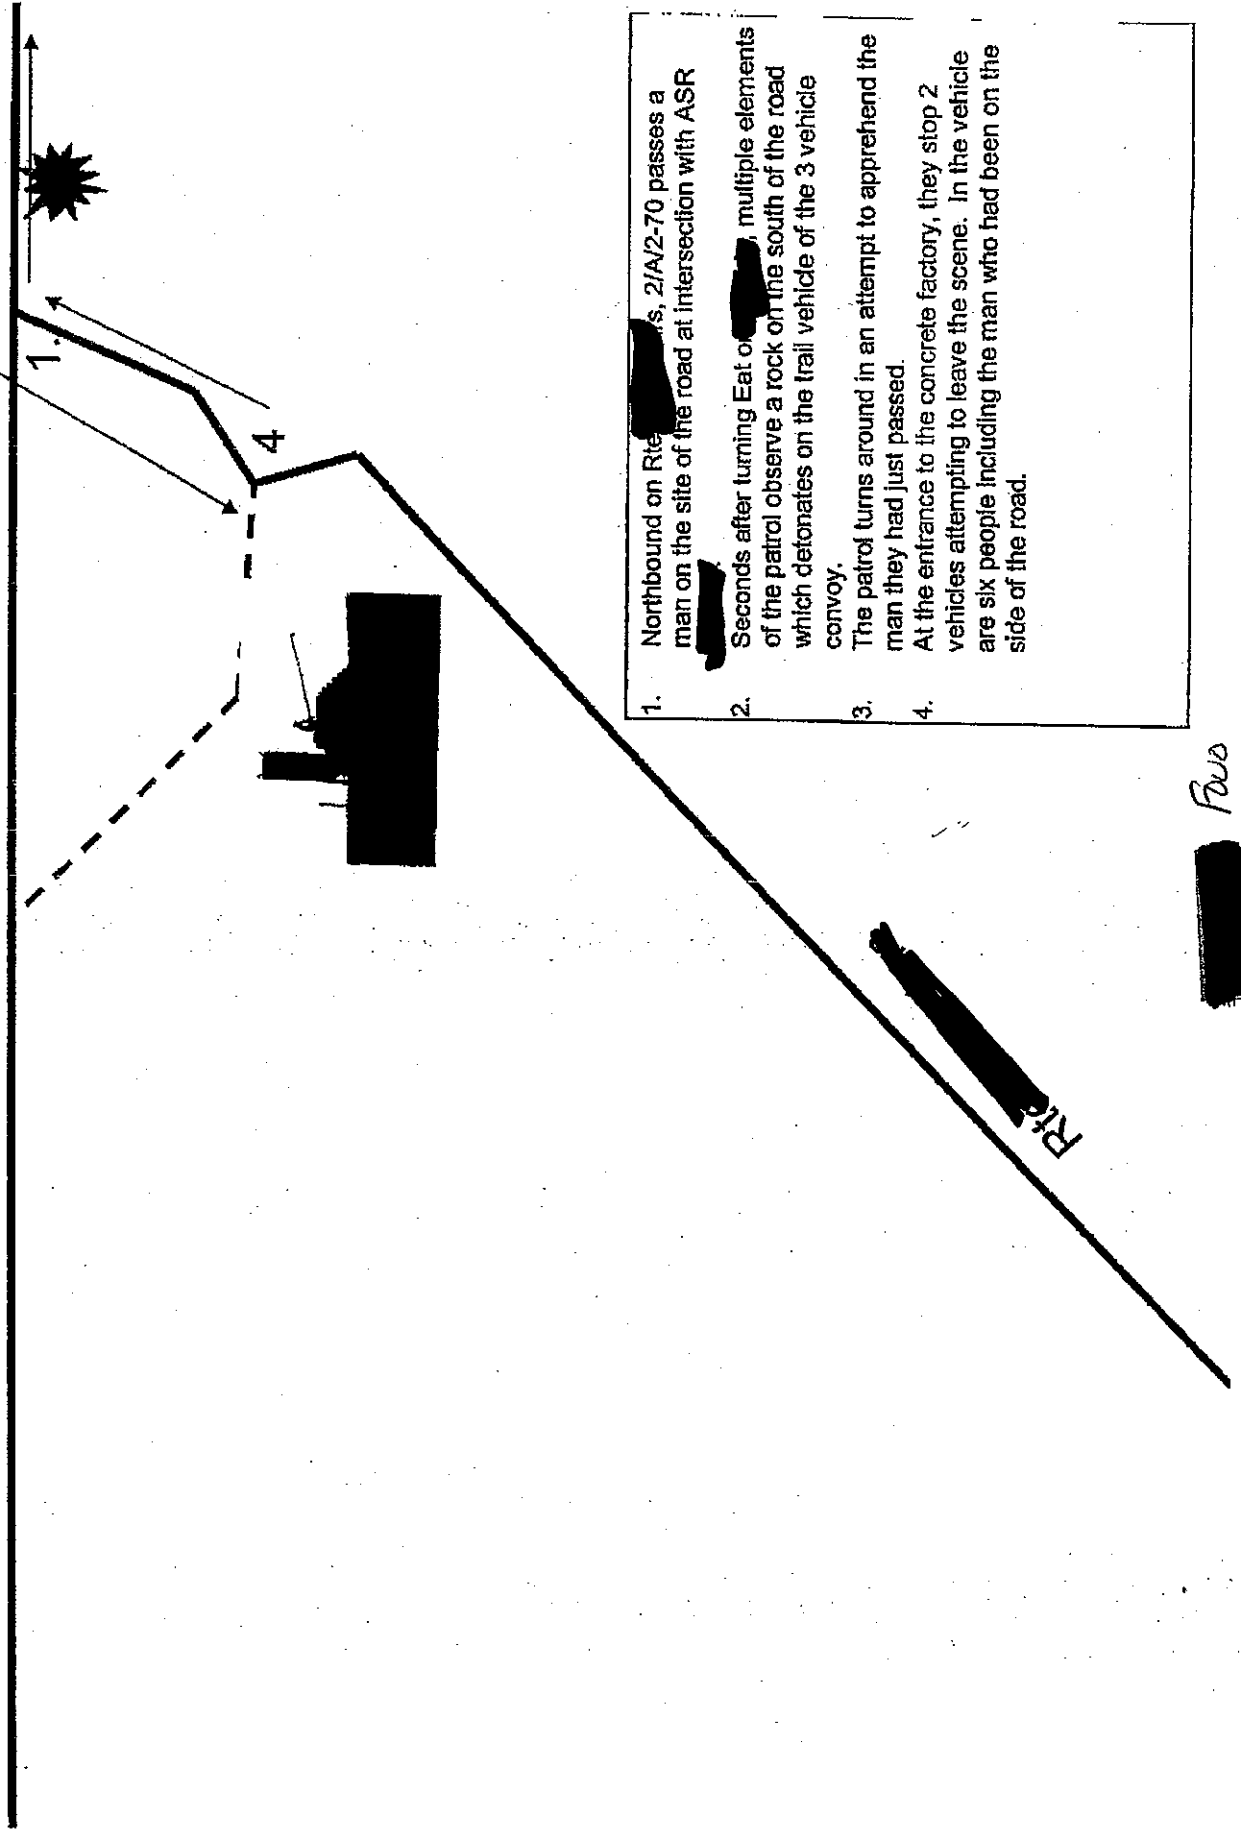 1.
4
1. Northbound on Rte s, 2/A/2-70 passes a
man on the site of the road at intersection with ASR
2. Seconds after turning Eat o , multiple elements
of the patrol observe a rock on the south of the road
which detonates on the trail vehicle of the 3 vehicle
convoy.
3. The patrol turns around in an attempt to apprehend the
man they had just passed.
4. At the entrance to the concrete factory, they stop 2
vehicles attempting to leave the scene. In the vehicle
are six people including the man who had been on the
side of the road.
Rte
FOUO